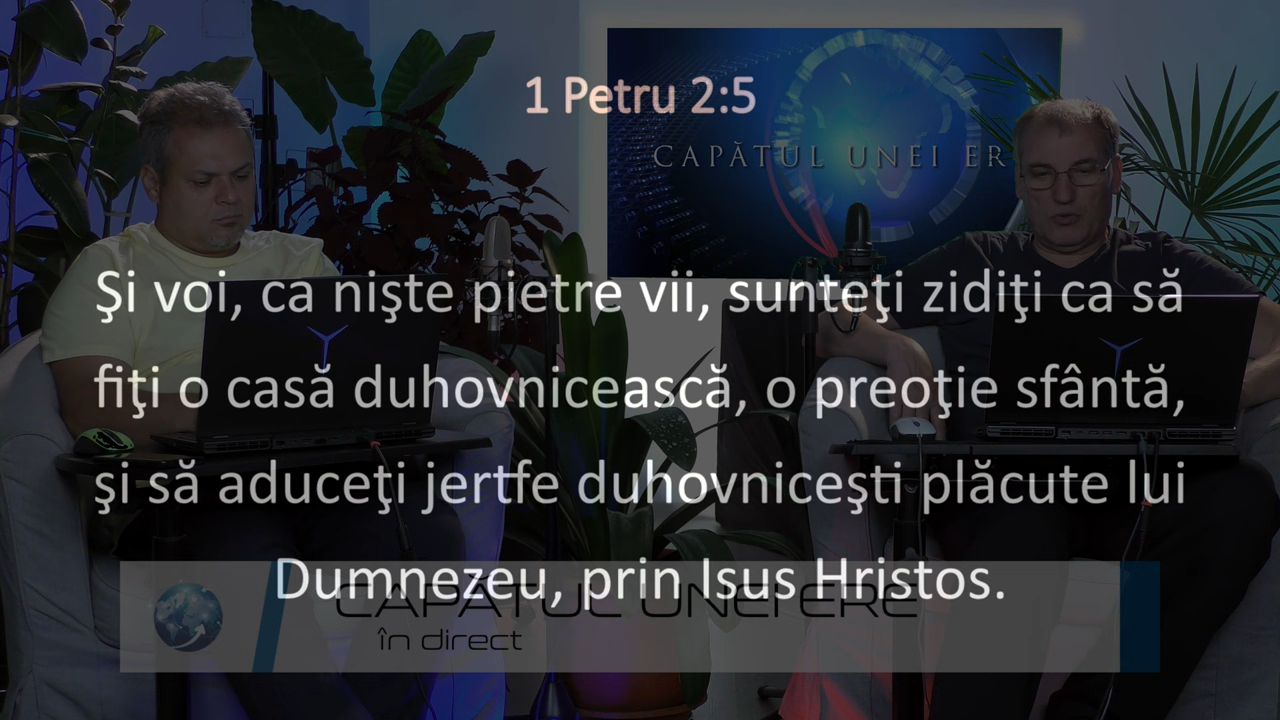 1 Petru 2:5
CAPĂTUL UNEI ER
Şi voi, ca nişte pietre vii, sunteţi zidiţi ca să
fiţi o casă duhovnicească, o preoţie sfântă,
şi să aduceţi jertfe duhovniceşti plăcute lui
Dumnezeu, prin Isus Hristos.
CAPĂTUL UNEI ERE
în direct